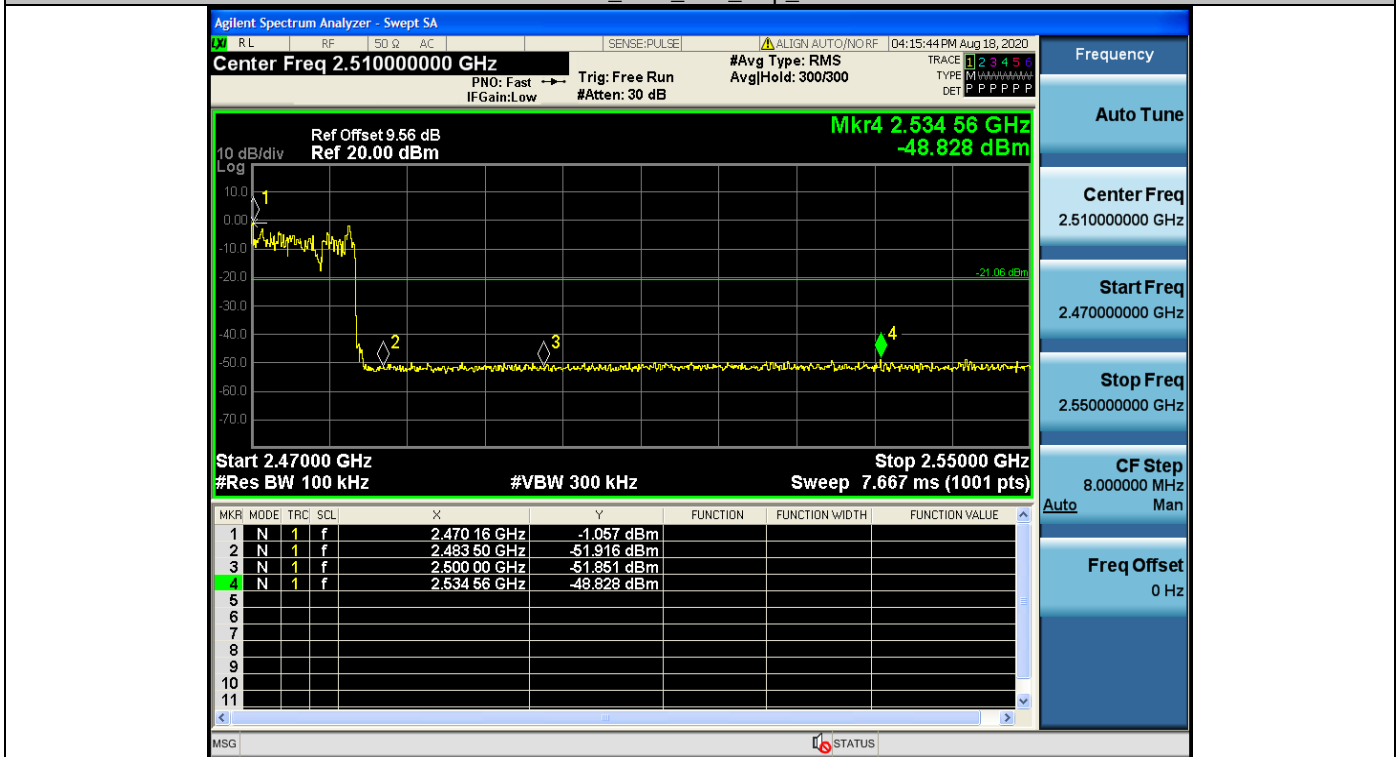 Agilent Spectrum Analyzer - Swept SA
LXI RL RF 50 Ω AC SENSE:PULSE ALIGN AUTO/NO RF 04:15:44 PM Aug 18, 2020
Center Freq 2.510000000 GHz
PNO: Fast
IFGain:Low
Trig: Free Run
#Atten: 30 dB
#Avg Type: RMS
Avg|Hold: 300/300
TRACE 1 2 3 4 5 6
TYPE M WWWWW
DET P P P P P P
Mkr4 2.534 56 GHz
-48.828 dBm
Ref Offset 9.56 dB
10 dB/div Ref 20.00 dBm
Log
10.0
0.00
-10.0
-20.0
-30.0
-40.0
-50.0
-60.0
-70.0
1
2
3
4
-21.06 dBm
Start 2.47000 GHz Stop 2.55000 GHz
#Res BW 100 kHz #VBW 300 kHz Sweep 7.667 ms (1001 pts)
MKR MODE TRC SCL X Y FUNCTION FUNCTION WIDTH FUNCTION VALUE
1 N 1 f 2.470 16 GHz -1.057 dBm
2 N 1 f 2.483 50 GHz -51.916 dBm
3 N 1 f 2.500 00 GHz -51.851 dBm
4 N 1 f 2.534 56 GHz -48.828 dBm
5
6
7
8
9
10
11
MSG STATUS
Frequency
Auto Tune
Center Freq
2.510000000 GHz
Start Freq
2.470000000 GHz
Stop Freq
2.550000000 GHz
CF Step
8.000000 MHz
Auto Man
Freq Offset
0 Hz